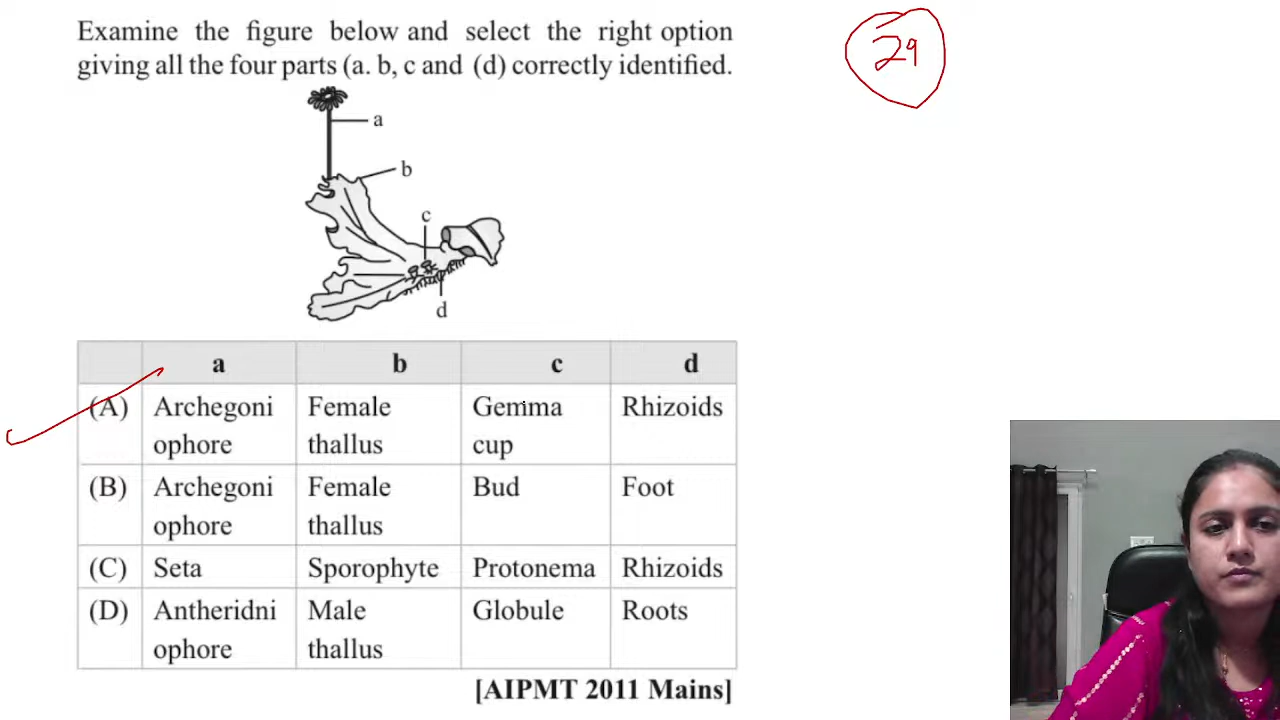 Examine the figure below and select the right option
giving all the four parts (a. b, c and (d) correctly identified.
29
a
b
c
d
a b c d
(A) Archegoni Female Gemma Rhizoids
ophore thallus cup
(B) Archegoni Female Bud Foot
ophore thallus
(C) Seta Sporophyte Protonema Rhizoids
(D) Antheridni Male Globule Roots
ophore thallus
[AIPMT 2011 Mains]